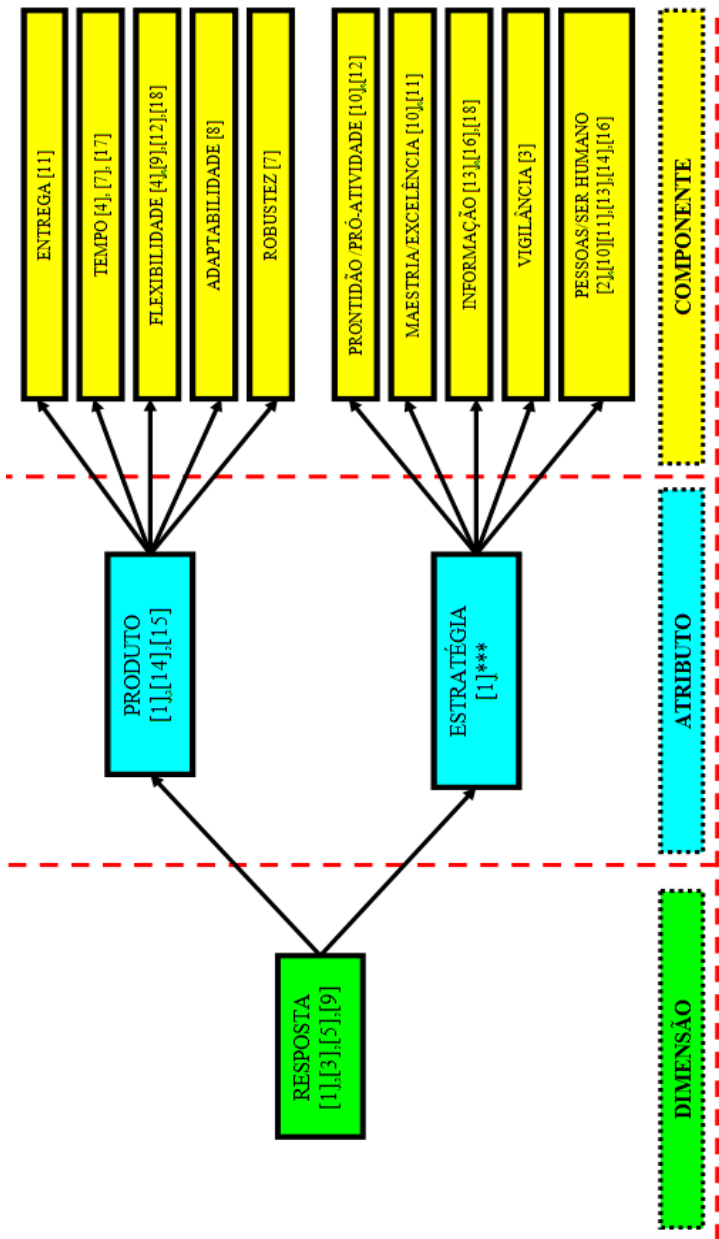 RESPOSTA
[1],[3],[5],[9]
PRODUTO
[1],[14],[15]
ENTREGA [11]
TEMPO [4], [7], [17]
FLEXIBILIDADE [4],[9],[12],[18]
ADAPTABILIDADE [8]
ROBUSTEZ [7]
ESTRATÉGIA
[1]***
PRONTIDÃO /PRÓ-ATIVIDADE [10],[12]
MAESTRIA/EXCELÊNCIA [10],[11]
INFORMAÇÃO [13],[16],[18]
VIGILÂNCIA [3]
PESSOAS/SER HUMANO
[2],[10][11],[13],[14],[16]
DIMENSÃO
ATRIBUTO
COMPONENTE